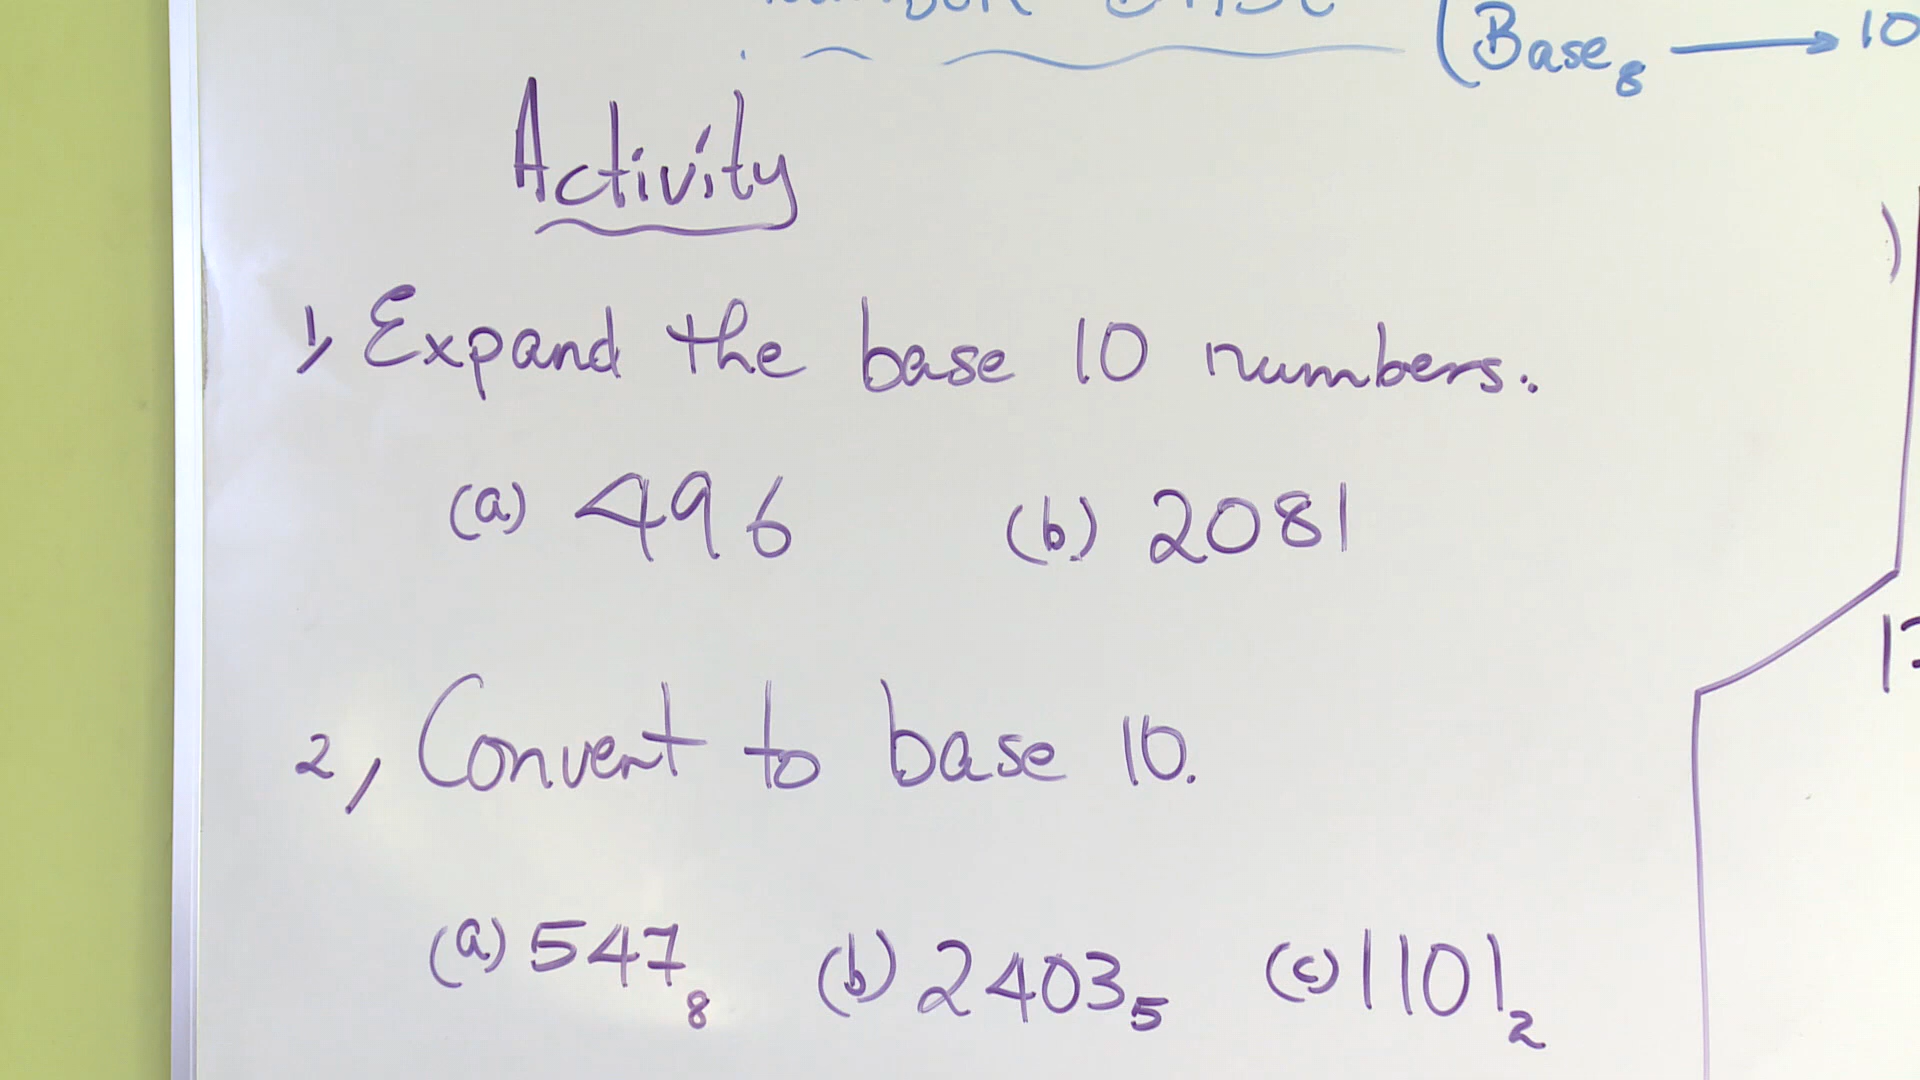 (Base₈ → 10
Activity
1, Expand the base 10 numbers.
(a) 496 (b) 2081
2, Convert to base 10.
(a) 547₈ (b) 2403₅ (c) 1101₂